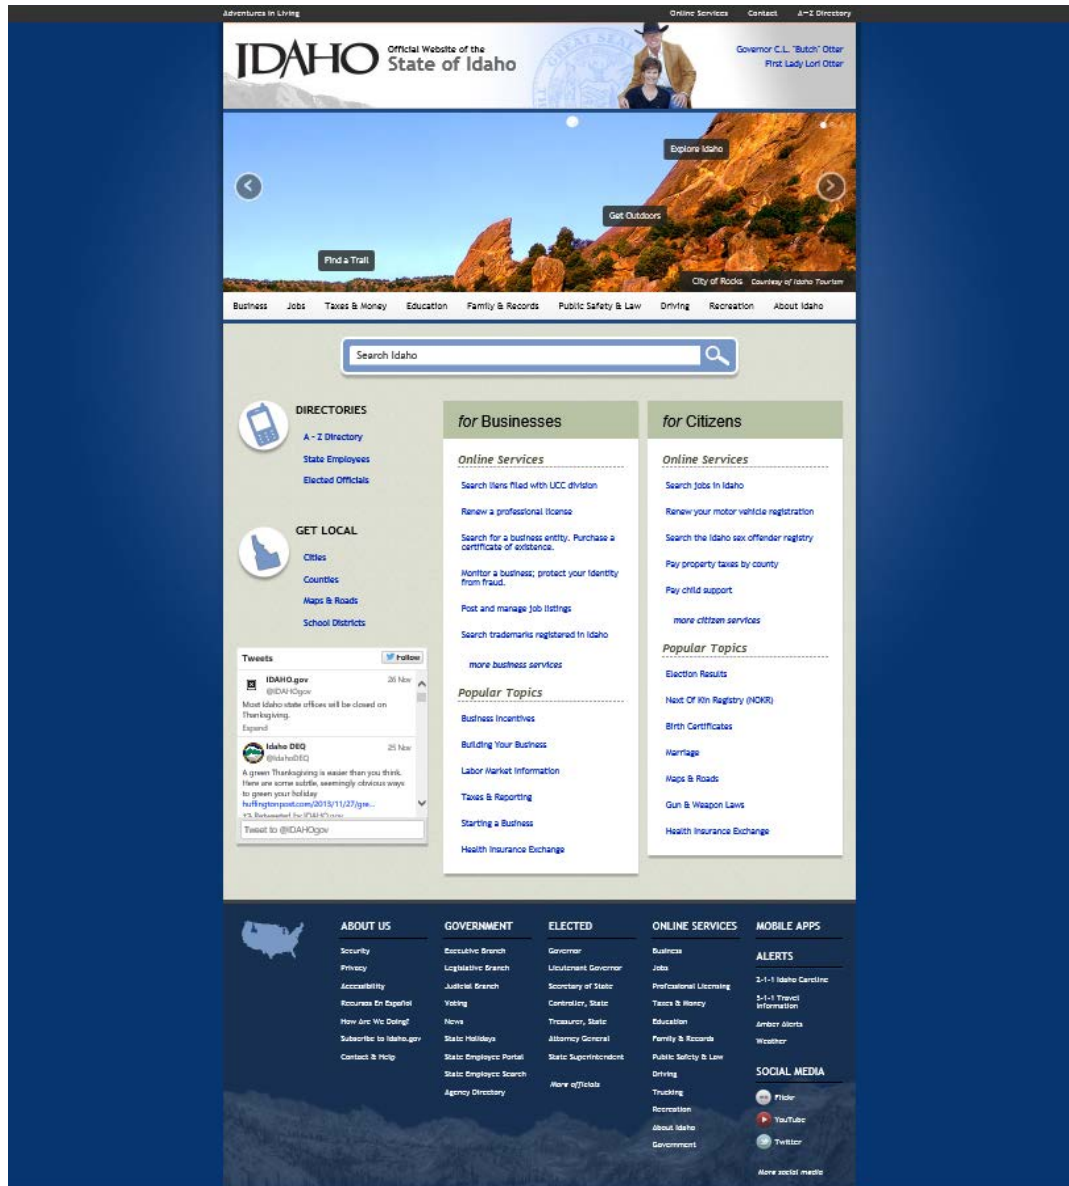 Adventures in Living
Online Services Contact A-Z Directory
IDAHO Official Website of the
State of Idaho
Governor C.L. "Butch" Otter
First Lady Lori Otter
Explore Idaho
Get Outdoors
Find a Trail
City of Rocks Courtesy of Idaho Tourism
Business Jobs Taxes & Money Education Family & Records Public Safety & Law Driving Recreation About Idaho
Search Idaho
DIRECTORIES
A - Z Directory
State Employees
Elected Officials
GET LOCAL
Cities
Counties
Maps & Roads
School Districts
Tweets Follow
IDAHO.gov 26 Nov
@IDAHOgov
Most Idaho state offices will be closed on
Thanksgiving.
Expand
Idaho DEQ 25 Nov
@IdahoDEQ
A green Thanksgiving is easier than you think.
Here are some subtle, seemingly obvious ways
to green your holiday
huffingtonpost.com/2013/11/27/gre...
Retweeted by IDAHO.gov
Tweet to @IDAHOgov
for Businesses
Online Services
Search liens filed with UCC division
Renew a professional license
Search for a business entity. Purchase a
certificate of existence.
Monitor a business; protect your identity
from fraud.
Post and manage job listings
Search trademarks registered in Idaho
more business services
Popular Topics
Business Incentives
Building Your Business
Labor Market Information
Taxes & Reporting
Starting a Business
Health Insurance Exchange
for Citizens
Online Services
Search jobs in Idaho
Renew your motor vehicle registration
Search the Idaho sex offender registry
Pay property taxes by county
Pay child support
more citizen services
Popular Topics
Election Results
Next Of Kin Registry (NOKR)
Birth Certificates
Marriage
Maps & Roads
Gun & Weapon Laws
Health Insurance Exchange
ABOUT US
Security
Privacy
Accessibility
Recursos En Español
How Are We Doing?
Subscribe to Idaho.gov
Contact & Help
GOVERNMENT
Executive Branch
Legislative Branch
Judicial Branch
Voting
News
State Holidays
State Employee Portal
State Employee Search
Agency Directory
ELECTED
Governor
Lieutenant Governor
Secretary of State
Controller, State
Treasurer, State
Attorney General
State Superintendent
More officials
ONLINE SERVICES
Business
Jobs
Professional Licensing
Taxes & Money
Education
Family & Records
Public Safety & Law
Driving
Trucking
Recreation
About Idaho
Government
MOBILE APPS
ALERTS
2-1-1 Idaho Careline
5-1-1 Travel
Information
Amber Alerts
Weather
SOCIAL MEDIA
Flickr
YouTube
Twitter
More social media